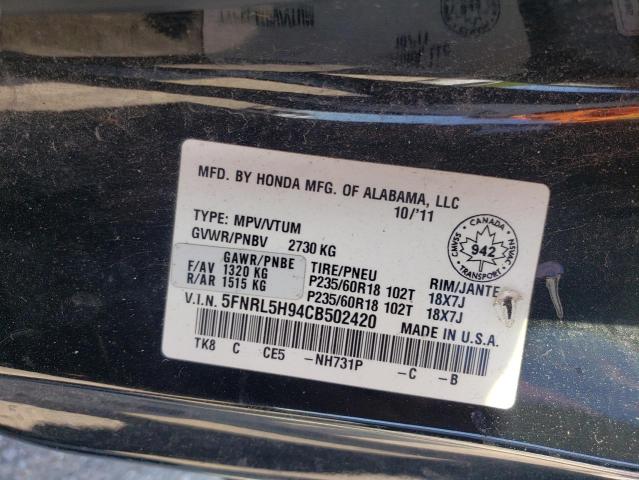 MFD. BY HONDA MFG. OF ALABAMA, LLC
10/'11
TYPE: MPV/VTUM
GVWR/PNBV 2730 KG
GAWR/PNBE TIRE/PNEU RIM/JANTE
F/AV 1320 KG P235/60R18 102T 18X7J
R/AR 1515 KG P235/60R18 102T 18X7J
V.I.N. 5FNRL5H94CB502420 MADE IN U.S.A.
TK8 C CE5 -NH731P -C -B
CANADA
CMVSS 942 NSVAC
TRANSPORT